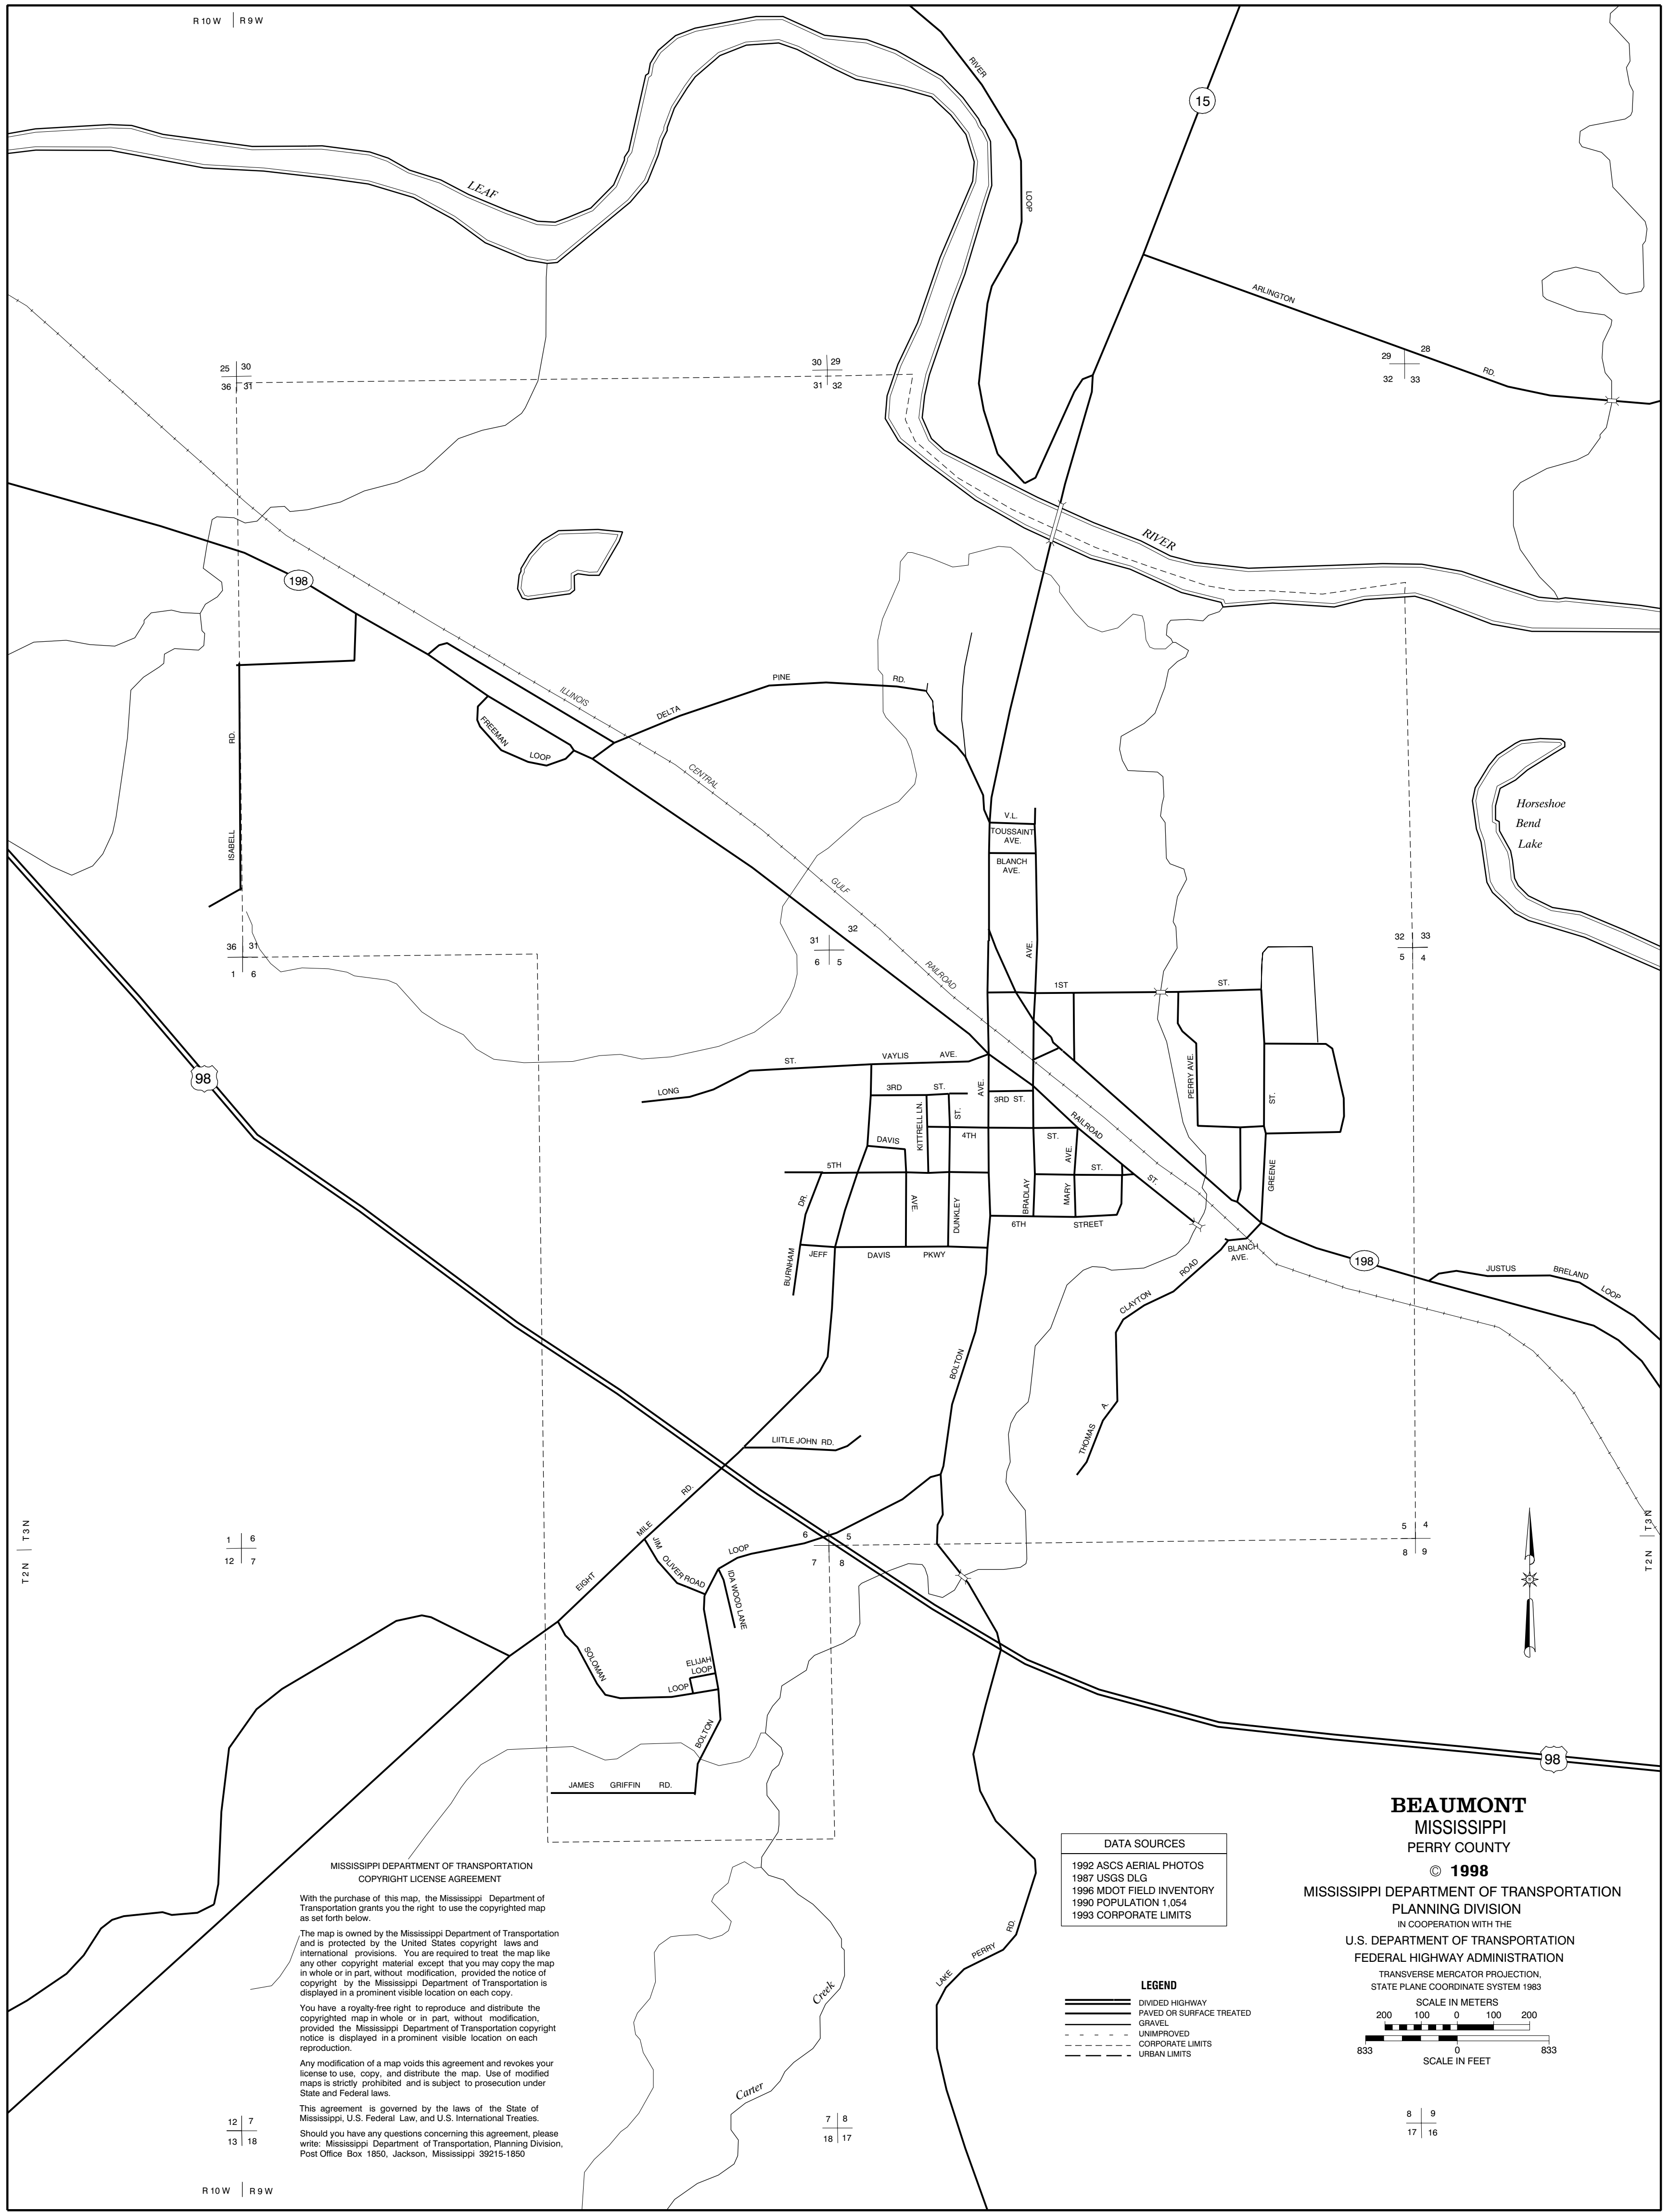 R 10 W | R 9 W
RIVER
15
LEAF
LOOP
ARLINGTON
RD.
25 30
36 31
30 29
31 32
29 28
32 33
198
RIVER
ILLINOIS
PINE
RD.
DELTA
FREEMAN
LOOP
RD.
ISABELL
CENTRAL
V.L.
TOUSSAINT
AVE.
BLANCH
AVE.
Horseshoe
Bend
Lake
GULF
36 31
1 6
31 32
6 5
32 33
5 4
AVE.
RAILROAD
1ST
ST.
98
ST.
VAYLIS
AVE.
LONG
3RD
ST.
AVE.
3RD ST.
PERRY AVE.
ST.
KITTRELL LN.
ST.
RAILROAD
DAVIS
4TH
ST.
AVE.
5TH
ST.
ST.
DR.
AVE.
DUNKLEY
BRADLAY
MARY
GREENE
6TH
STREET
BURNHAM
JEFF
DAVIS
PKWY
BLANCH
AVE.
198
ROAD
CLAYTON
JUSTUS
BRELAND
LOOP
BOLTON
A.
THOMAS
LIITLE JOHN RD.
RD.
MILE
T 2 N | T 3 N
1 6
12 7
JIM
OLIVER ROAD
LOOP
6 5
7 8
5 4
8 9
T 2 N | T 3 N
EIGHT
IDA WOOD LANE
SOLOMAN
ELIJAH
LOOP
LOOP
BOLTON
98
JAMES GRIFFIN RD.
MISSISSIPPI DEPARTMENT OF TRANSPORTATION
COPYRIGHT LICENSE AGREEMENT
With the purchase of this map, the Mississippi Department of
Transportation grants you the right to use the copyrighted map
as set forth below.
The map is owned by the Mississippi Department of Transportation
and is protected by the United States copyright laws and
international provisions. You are required to treat the map like
any other copyright material except that you may copy the map
in whole or in part, without modification, provided the notice of
copyright by the Mississippi Department of Transportation is
displayed in a prominent visible location on each copy.
You have a royalty-free right to reproduce and distribute the
copyrighted map in whole or in part, without modification,
provided the Mississippi Department of Transportation copyright
notice is displayed in a prominent visible location on each
reproduction.
Any modification of a map voids this agreement and revokes your
license to use, copy, and distribute the map. Use of modified
maps is strictly prohibited and is subject to prosecution under
State and Federal laws.
This agreement is governed by the laws of the State of
Mississippi, U.S. Federal Law, and U.S. International Treaties.
Should you have any questions concerning this agreement, please
write: Mississippi Department of Transportation, Planning Division,
Post Office Box 1850, Jackson, Mississippi 39215-1850
LAKE
PERRY
RD.
Creek
Carter
DATA SOURCES
1992 ASCS AERIAL PHOTOS
1987 USGS DLG
1996 MDOT FIELD INVENTORY
1990 POPULATION 1,054
1993 CORPORATE LIMITS
LEGEND
DIVIDED HIGHWAY
PAVED OR SURFACE TREATED
GRAVEL
UNIMPROVED
CORPORATE LIMITS
URBAN LIMITS
BEAUMONT
MISSISSIPPI
PERRY COUNTY
© 1998
MISSISSIPPI DEPARTMENT OF TRANSPORTATION
PLANNING DIVISION
IN COOPERATION WITH THE
U.S. DEPARTMENT OF TRANSPORTATION
FEDERAL HIGHWAY ADMINISTRATION
TRANSVERSE MERCATOR PROJECTION,
STATE PLANE COORDINATE SYSTEM 1983
SCALE IN METERS
200 100 0 100 200
833 0 833
SCALE IN FEET
12 7
13 18
7 8
18 17
8 9
17 16
R 10 W | R 9 W